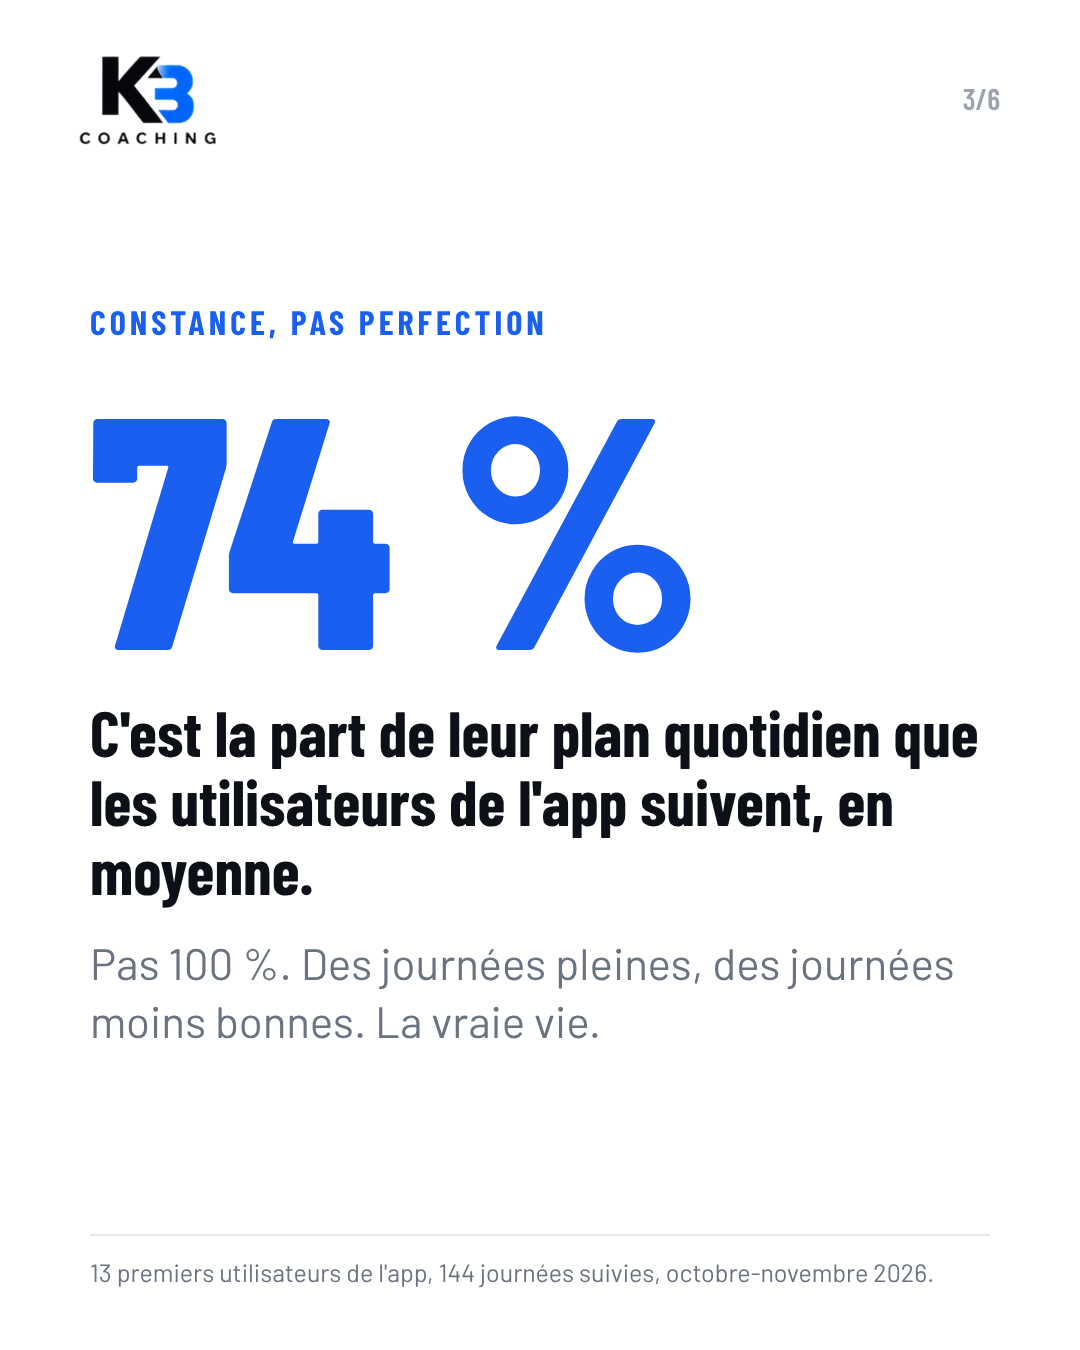 K3
COACHING
3/6
CONSTANCE, PAS PERFECTION
74 %
C'est la part de leur plan quotidien que
les utilisateurs de l'app suivent, en
moyenne.
Pas 100 %. Des journées pleines, des journées
moins bonnes. La vraie vie.
13 premiers utilisateurs de l'app, 144 journées suivies, octobre-novembre 2026.